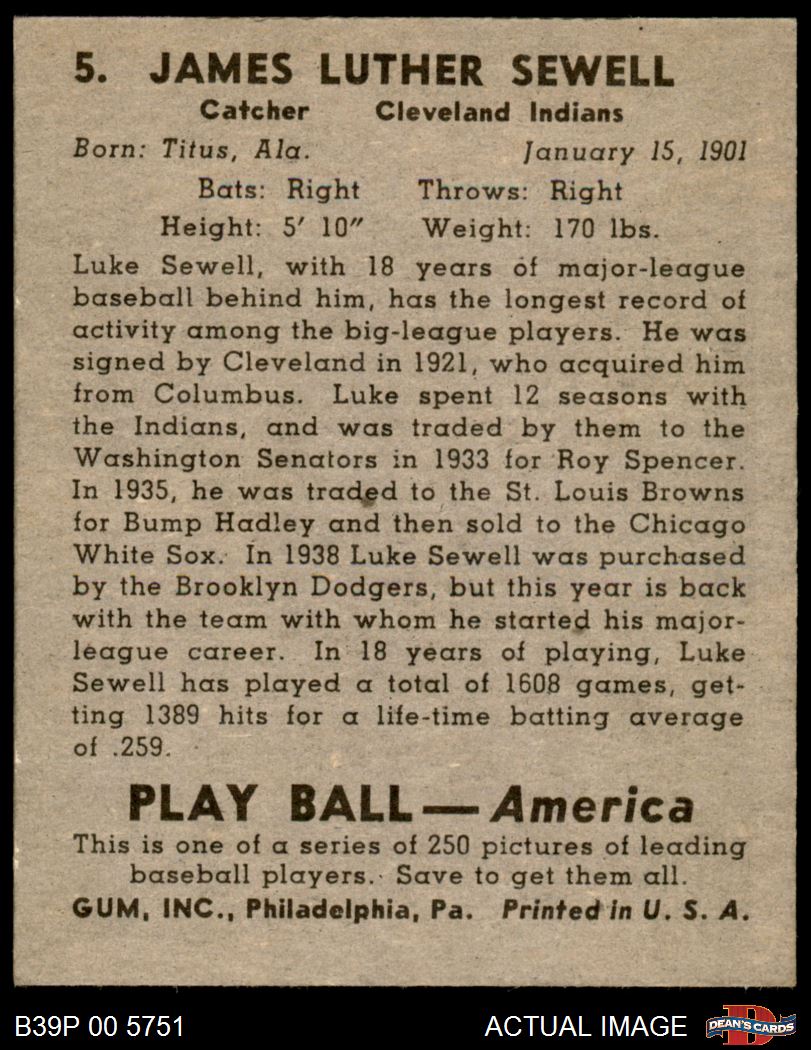 5. JAMES LUTHER SEWELL
Catcher Cleveland Indians
Born: Titus, Ala. January 15, 1901
Bats: Right Throws: Right
Height: 5′ 10″ Weight: 170 lbs.
Luke Sewell, with 18 years of major-league
baseball behind him, has the longest record of
activity among the big-league players. He was
signed by Cleveland in 1921, who acquired him
from Columbus. Luke spent 12 seasons with
the Indians, and was traded by them to the
Washington Senators in 1933 for Roy Spencer.
In 1935, he was traded to the St. Louis Browns
for Bump Hadley and then sold to the Chicago
White Sox. In 1938 Luke Sewell was purchased
by the Brooklyn Dodgers, but this year is back
with the team with whom he started his major-
league career. In 18 years of playing, Luke
Sewell has played a total of 1608 games, get-
ting 1389 hits for a life-time batting average
of .259.
PLAY BALL—America
This is one of a series of 250 pictures of leading
baseball players. Save to get them all.
GUM, INC., Philadelphia, Pa. Printed in U. S. A.
B39P 00 5751 ACTUAL IMAGE D DEAN'S CARDS